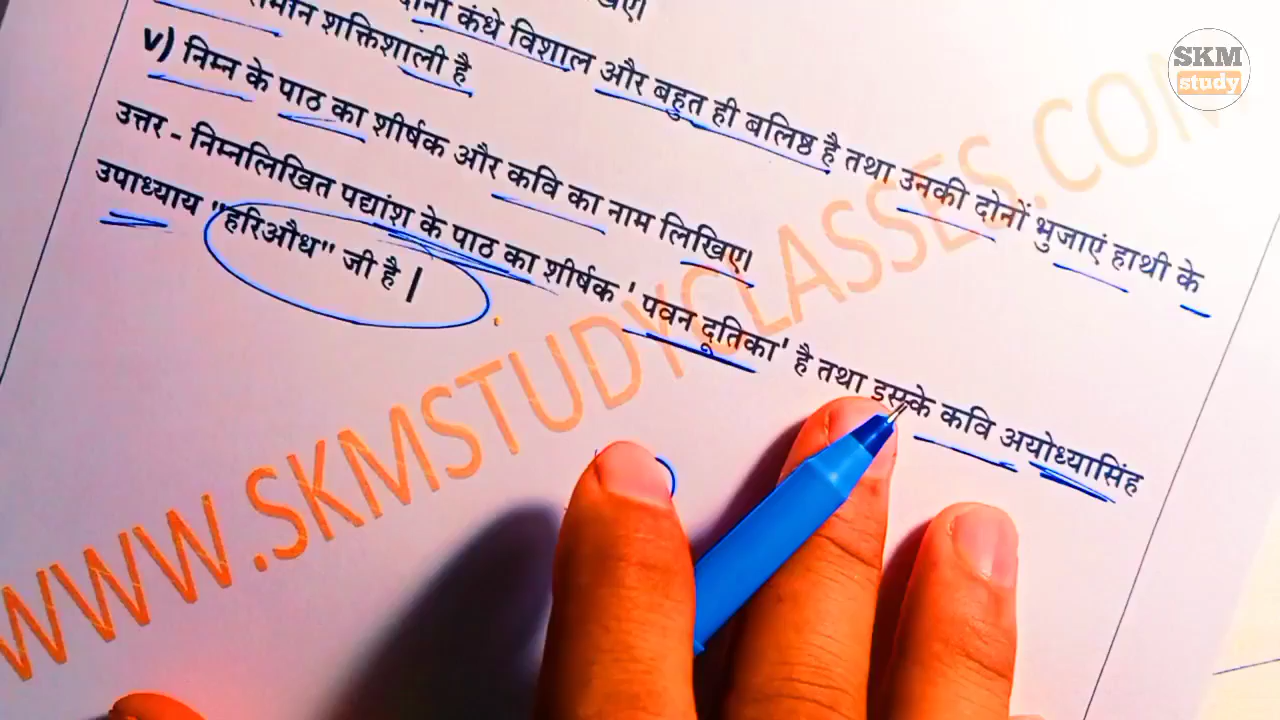 दोनों कंधे विशाल और बहुत ही बलिष्ठ है तथा उनकी दोनों भुजाएं हाथी के
शक्तिशाली है
v) निम्न के पाठ का शीर्षक और कवि का नाम लिखिए।
उत्तर - निम्नलिखित पद्यांश के पाठ का शीर्षक ' पवन दूतिका' है तथा इसके कवि अयोध्यासिंह
उपाध्याय "हरिऔध" जी है |
WWW.SKMSTUDYCLASSES.COM
SKM
study